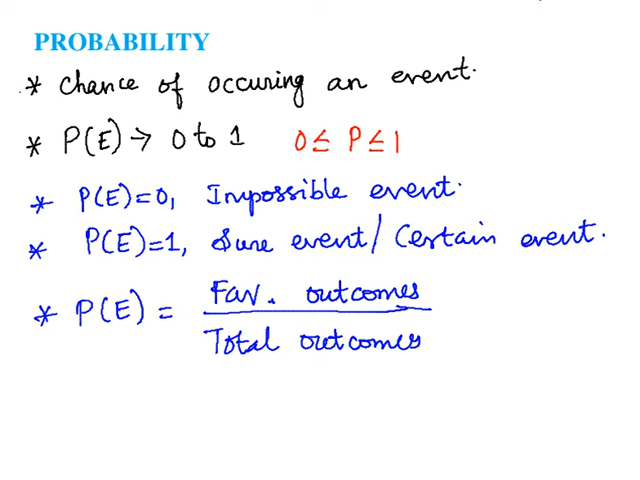 PROBABILITY
* Chance of occuring an event.
* P(E) → 0 to 1 0 ≤ P ≤ 1
* P(E)=0, Impossible event.
* P(E)=1, Sure event/ Certain event.
* P(E) = Fav. outcomes
Total outcomes